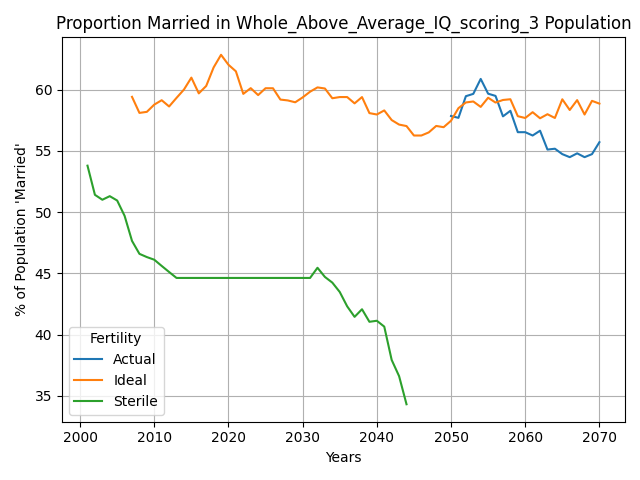 Proportion Married in Whole_Above_Average_IQ_scoring_3 Population
% of Population 'Married'
60
55
50
45
40
35
Fertility
Actual
Ideal
Sterile
2000 2010 2020 2030 2040 2050 2060 2070
Years